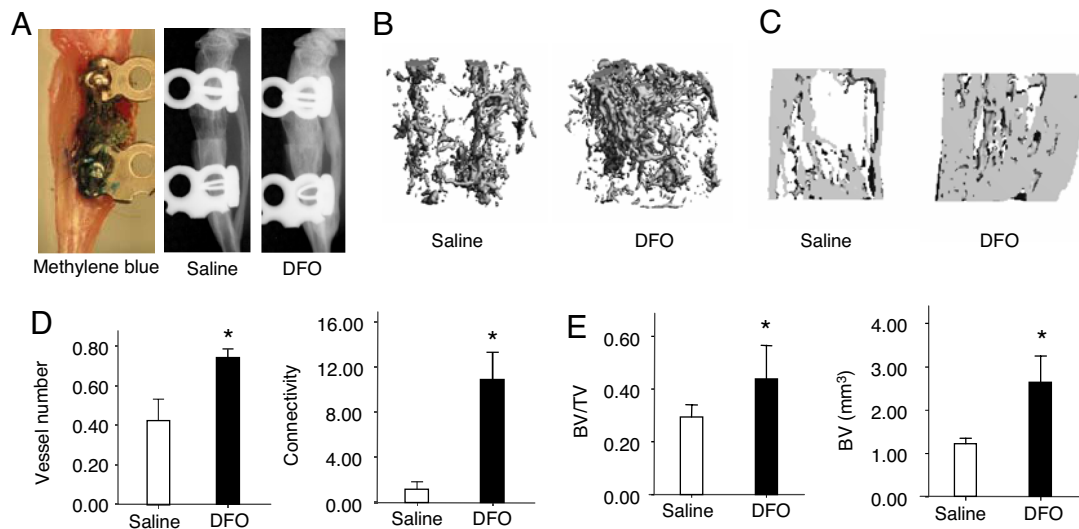 A
Methylene blue
Saline
DFO
B
Saline
DFO
C
Saline
DFO
D
Vessel number
0.80
0.60
0.40
0.20
0.00
*
Saline
DFO
Connectivity
16.00
12.00
8.00
4.00
0.00
*
Saline
DFO
E
BV/TV
0.60
0.40
0.20
0.00
*
Saline
DFO
BV (mm³)
4.00
3.00
2.00
1.00
0.00
*
Saline
DFO